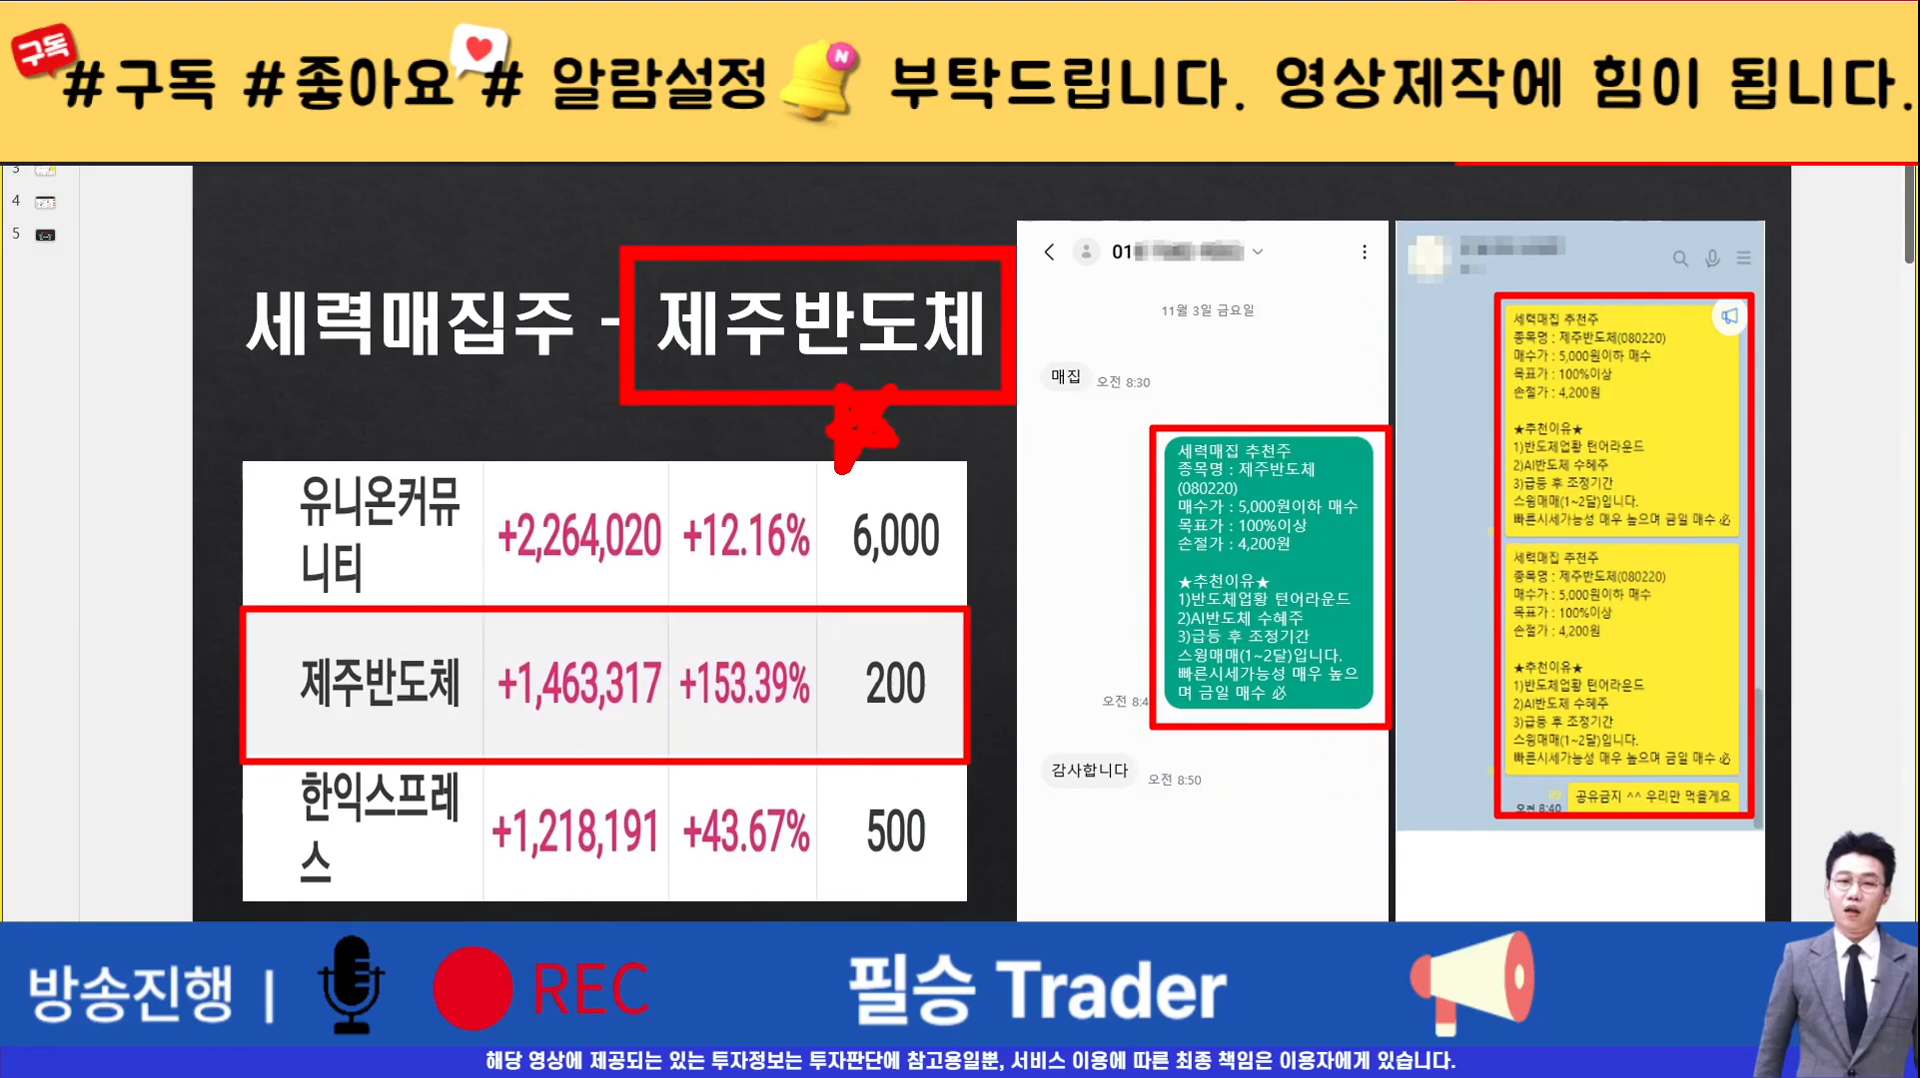 구독
#구독 #좋아요 # 알람설정 N 부탁드립니다. 영상제작에 힘이 됩니다.
3
4
5
세력매집주 - 제주반도체
유니온커뮤
니티
+2,264,020 +12.16% 6,000
제주반도체 +1,463,317 +153.39% 200
한익스프레
스
+1,218,191 +43.67% 500
01
11월 3일 금요일
매집 오전 8:30
세력매집 추천주
종목명 : 제주반도체
(080220)
매수가 : 5,000원이하 매수
목표가 : 100%이상
손절가 : 4,200원
★추천이유★
1)반도체업황 턴어라운드
2)AI반도체 수혜주
3)급등 후 조정기간
스윙매매(1~2달)입니다.
빠른시세가능성 매우 높으
며 금일 매수 必
오전 8:4
감사합니다 오전 8:50
세력매집 추천주
종목명 : 제주반도체(080220)
매수가 : 5,000원이하 매수
목표가 : 100%이상
손절가 : 4,200원
★추천이유★
1)반도체업황 턴어라운드
2)AI반도체 수혜주
3)급등 후 조정기간
스윙매매(1~2달)입니다.
빠른시세가능성 매우 높으며 금일 매수 必
세력매집 추천주
종목명 : 제주반도체(080220)
매수가 : 5,000원이하 매수
목표가 : 100%이상
손절가 : 4,200원
★추천이유★
1)반도체업황 턴어라운드
2)AI반도체 수혜주
3)급등 후 조정기간
스윙매매(1~2달)입니다.
빠른시세가능성 매우 높으며 금일 매수 必
오전 8:40 공유금지 ^^ 우리만 먹을게요
방송진행 | REC 필승 Trader
해당 영상에 제공되는 있는 투자정보는 투자판단에 참고용일뿐, 서비스 이용에 따른 최종 책임은 이용자에게 있습니다.